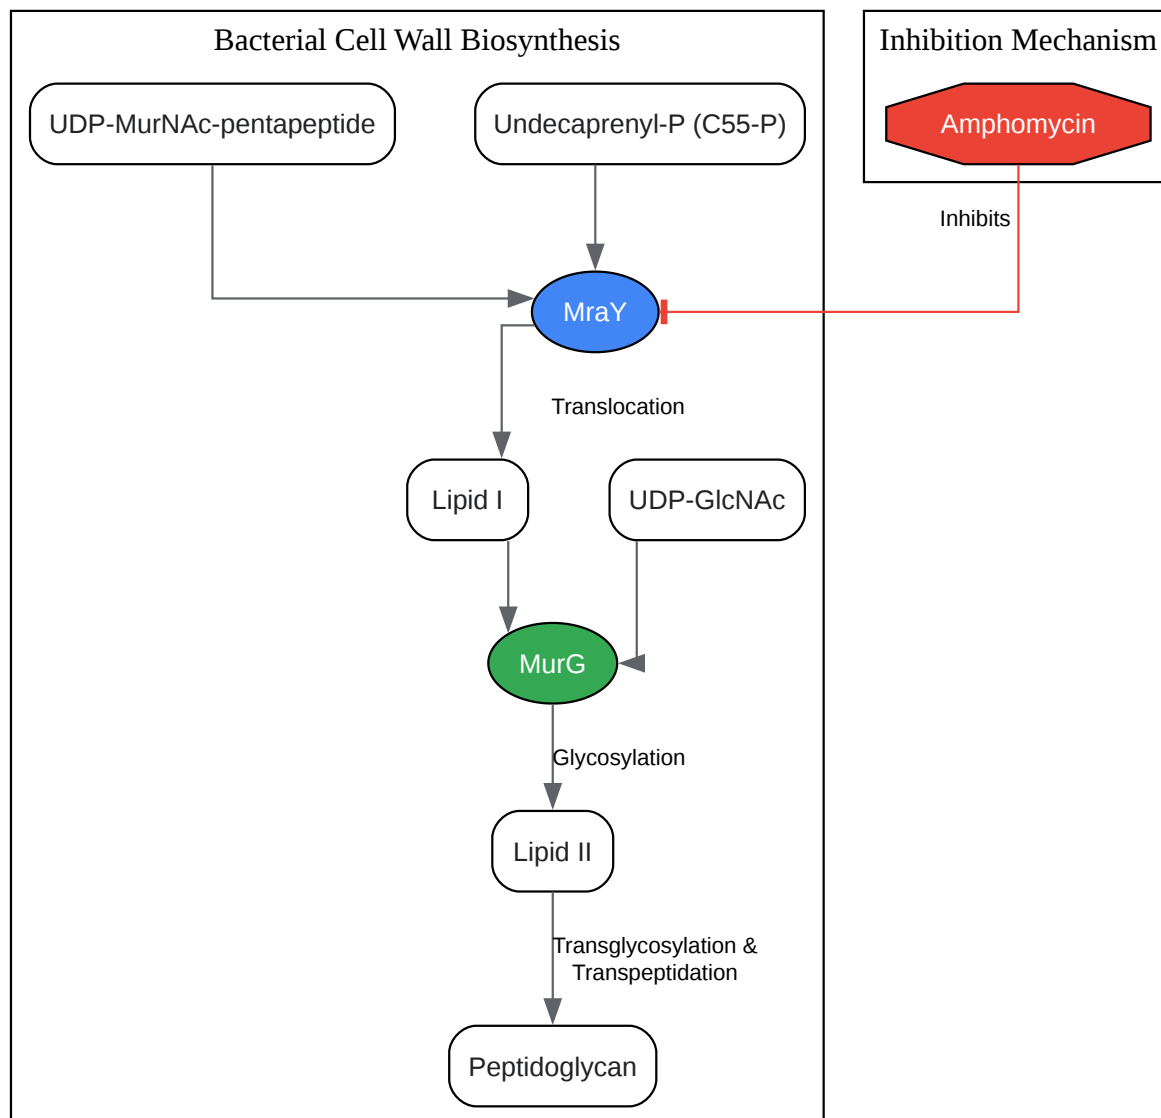 Bacterial Cell Wall Biosynthesis
Inhibition Mechanism
UDP-MurNAc-pentapeptide
Undecaprenyl-P (C55-P)
Amphomycin
Inhibits
MraY
Translocation
Lipid I
UDP-GlcNAc
MurG
Glycosylation
Lipid II
Transglycosylation &
Transpeptidation
Peptidoglycan